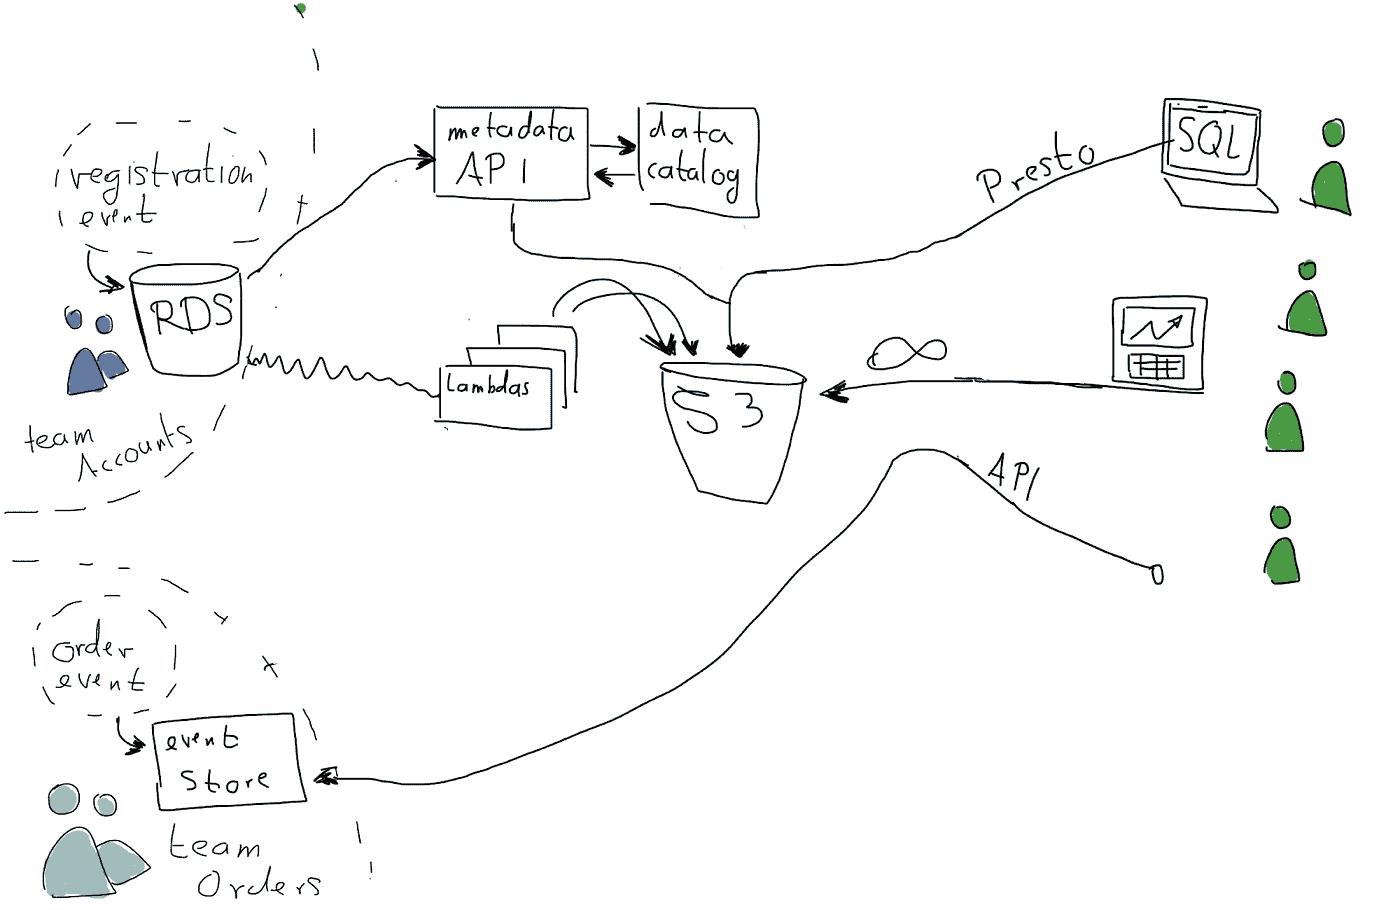 registration
event
RDS
team
Accounts
metadata
API
data
catalog
Lambdas
S3
Presto
SQL
∞
API
order
event
event
Store
team
Orders